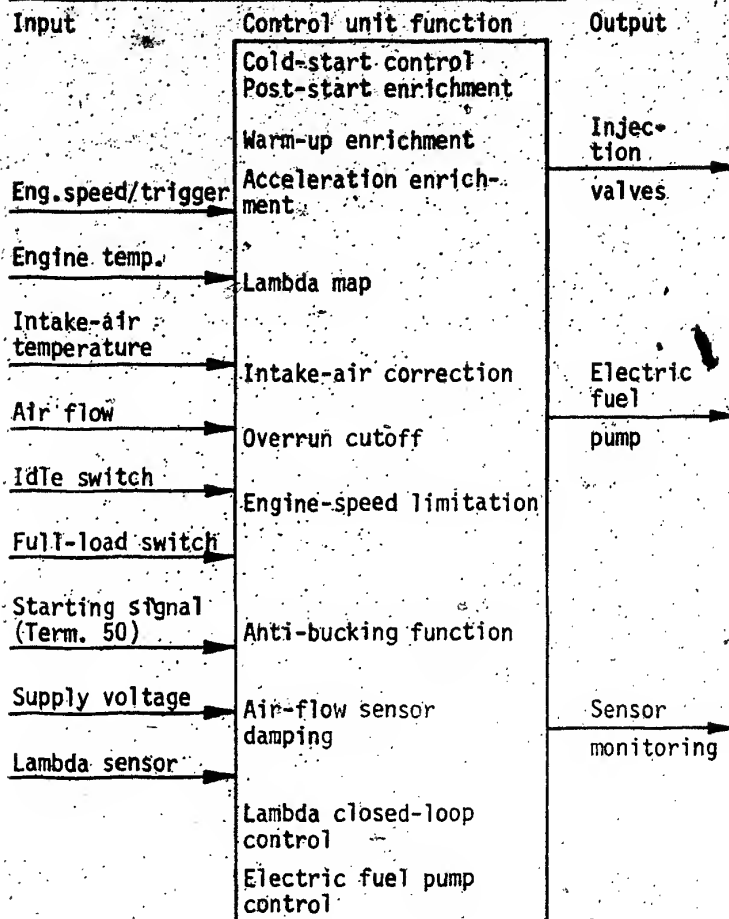 Input Control unit function Output
Cold-start control
Post-start enrichment
Warm-up enrichment
Injec-
tion
valves
Eng.speed/trigger
Acceleration enrich-
ment
Engine temp.
Lambda map
Intake-air
temperature
Intake-air correction
Electric
fuel
pump
Air flow
Overrun cutoff
Idle switch
Engine-speed limitation
Full-load switch
Starting signal
(Term. 50)
Anti-bucking function
Supply voltage
Air-flow sensor
damping
Sensor
monitoring
Lambda sensor
Lambda closed-loop
control
Electric fuel pump
control